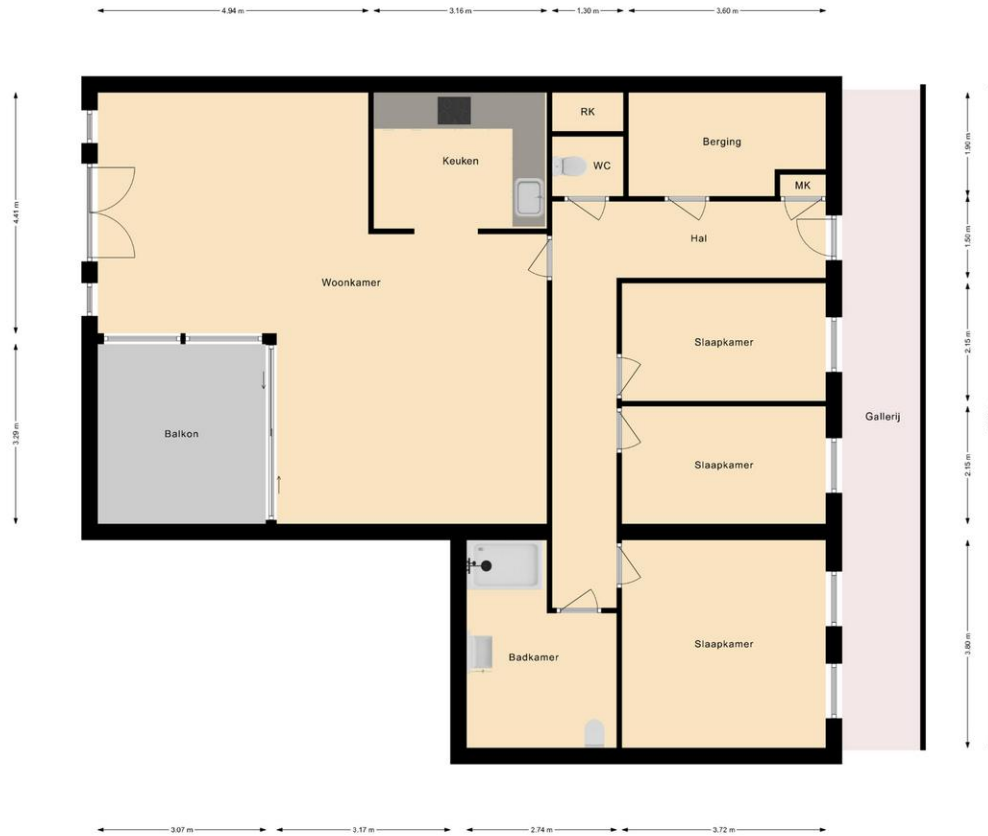 4.94 m
3.16 m
1.30 m
3.60 m
RK
Berging
Keuken
WC
MK
1.90 m
4.41 m
Hal
1.50 m
Woonkamer
Slaapkamer
2.15 m
Gallerij
Balkon
3.29 m
Slaapkamer
2.15 m
Slaapkamer
3.80 m
Badkamer
3.07 m
3.17 m
2.74 m
3.72 m